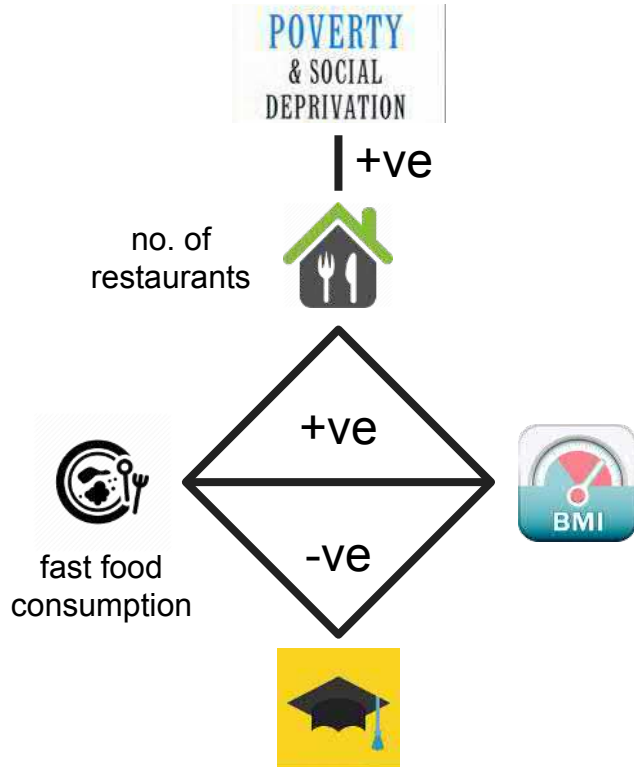 POVERTY
& SOCIAL
DEPRIVATION
+ve
no. of
restaurants
+ve
BMI
-ve
fast food
consumption